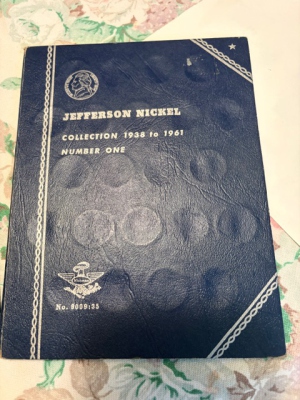 JEFFERSON NICKEL
COLLECTION 1938 to 1961
NUMBER ONE
No. 9009:35